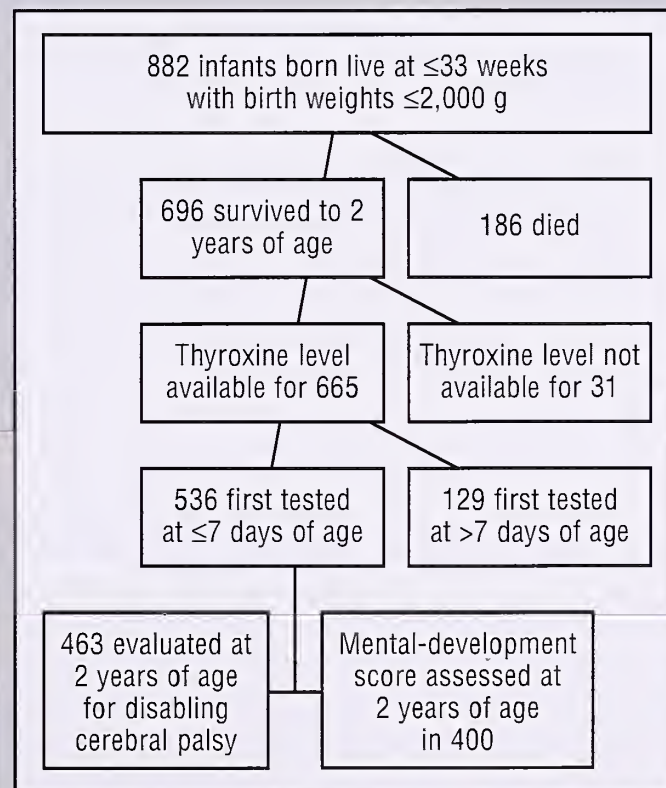 882 infants born live at ≤33 weeks
with birth weights ≤2,000 g
696 survived to 2
years of age
186 died
Thyroxine level
available for 665
Thyroxine level not
available for 31
536 first tested
at ≤7 days of age
129 first tested
at >7 days of age
463 evaluated at
2 years of age
for disabling
cerebral palsy
Mental-development
score assessed at
2 years of age
in 400